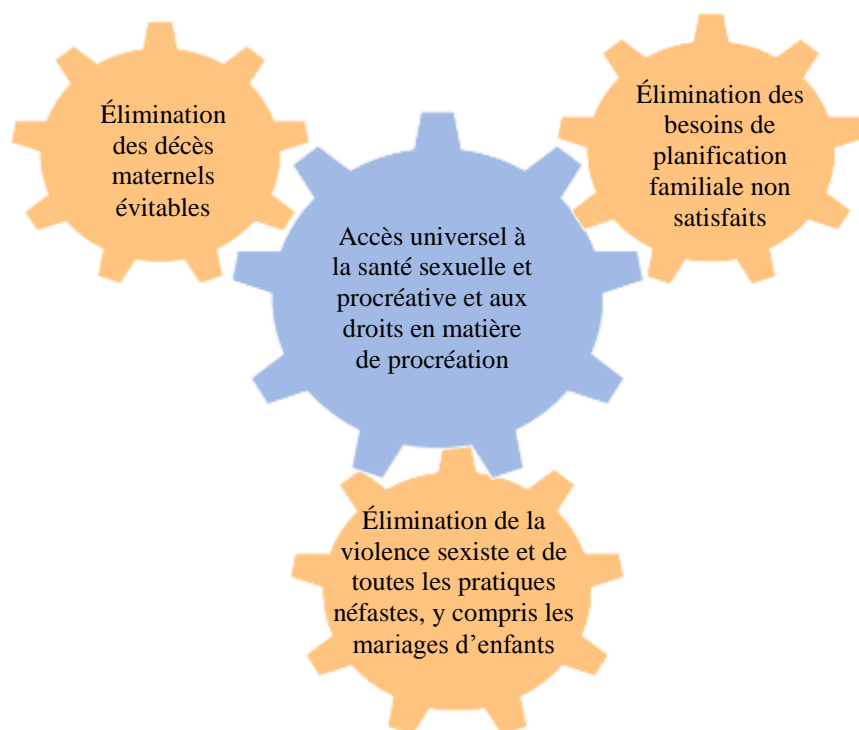 Élimination
des décès
maternels
évitables
Élimination des
besoins de
planification
familiale non
satisfaits
Accès universel à
la santé sexuelle et
procréative et aux
droits en matière
de procréation
Élimination de la
violence sexiste et de
toutes les pratiques
néfastes, y compris les
mariages d’enfants